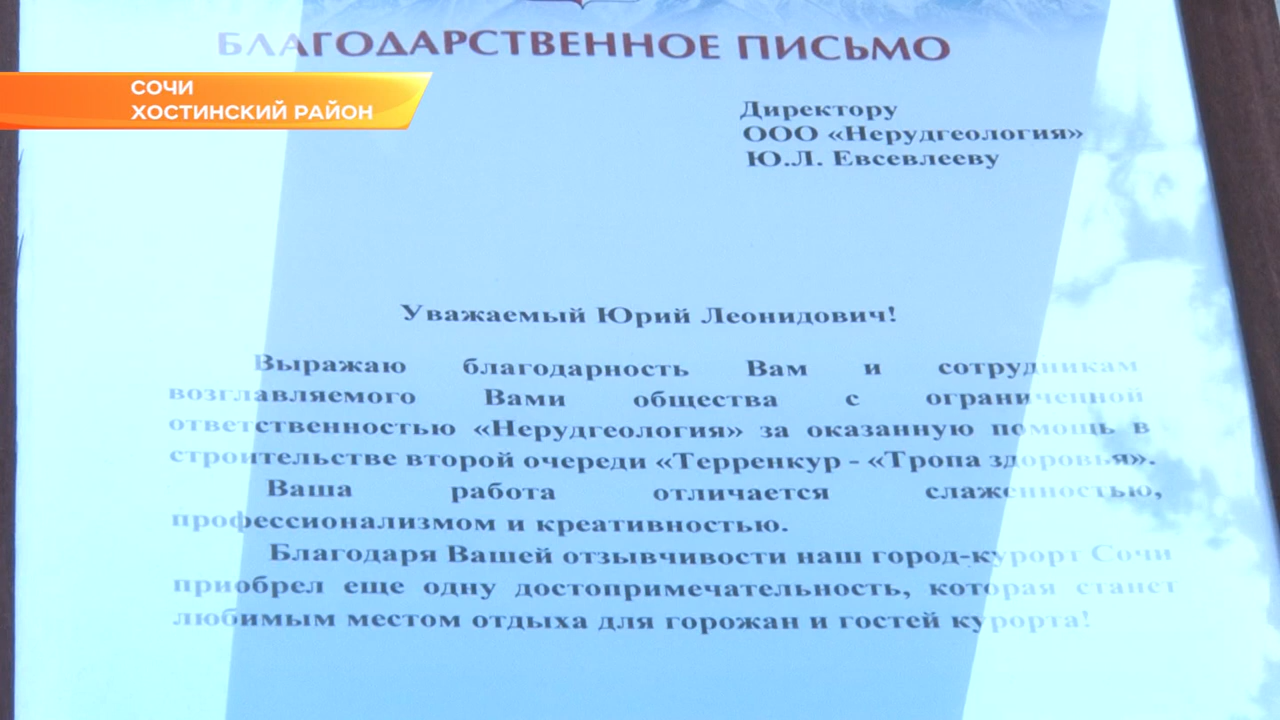 БЛАГОДАРСТВЕННОЕ ПИСЬМО
СОЧИ
ХОСТИНСКИЙ РАЙОН
Директору
ООО «Нерудгеология»
Ю.Л. Евсевлееву
Уважаемый Юрий Леонидович!
Выражаю благодарность Вам и сотрудникам
возглавляемого Вами общества с ограниченной
ответственностью «Нерудгеология» за оказанную помощь в
строительстве второй очереди «Терренкур - «Тропа здоровья».
Ваша работа отличается слаженностью,
профессионализмом и креативностью.
Благодаря Вашей отзывчивости наш город-курорт Сочи
приобрел еще одну достопримечательность, которая станет
любимым местом отдыха для горожан и гостей курорта!